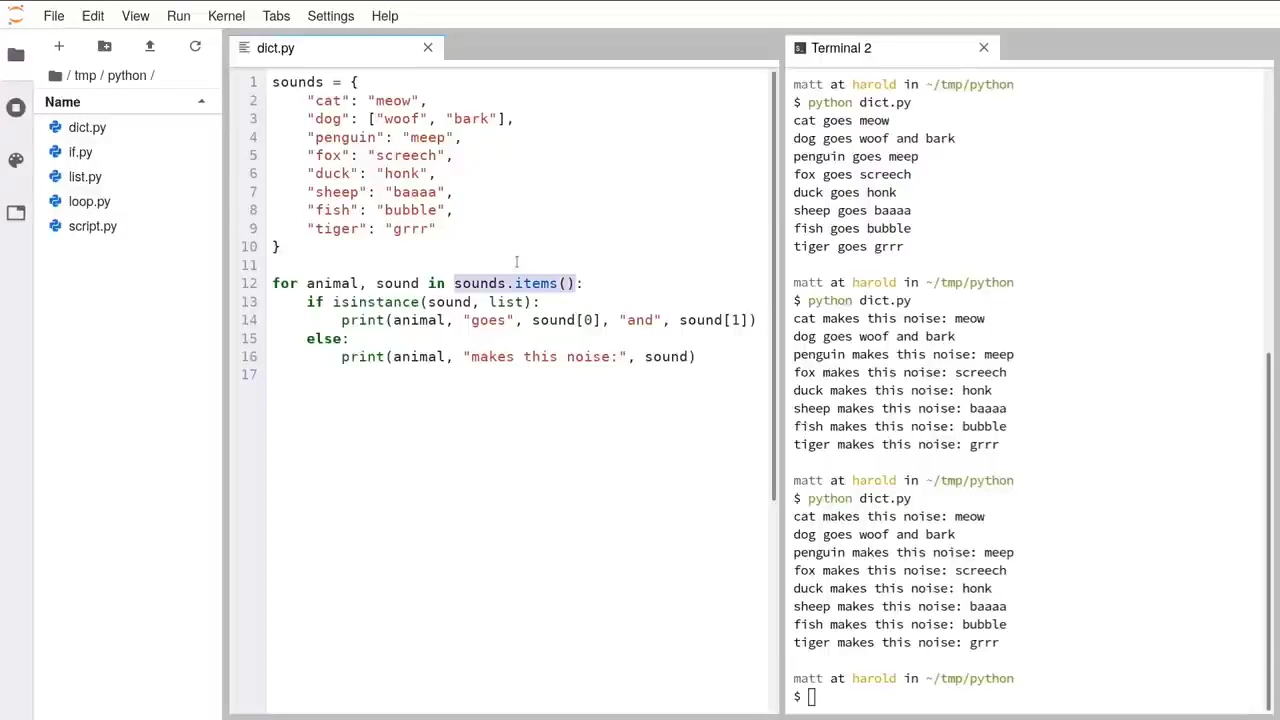 File Edit View Run Kernel Tabs Settings Help
/ tmp / python /
Name
dict.py
if.py
list.py
loop.py
script.py
dict.py
1 sounds = {
2     "cat": "meow",
3     "dog": ["woof", "bark"],
4     "penguin": "meep",
5     "fox": "screech",
6     "duck": "honk",
7     "sheep": "baaaa",
8     "fish": "bubble",
9     "tiger": "grrr"
10 }
11
12 for animal, sound in sounds.items():
13     if isinstance(sound, list):
14         print(animal, "goes", sound[0], "and", sound[1])
15     else:
16         print(animal, "makes this noise:", sound)
17
Terminal 2
matt at harold in ~/tmp/python
$ python dict.py
cat goes meow
dog goes woof and bark
penguin goes meep
fox goes screech
duck goes honk
sheep goes baaaa
fish goes bubble
tiger goes grrr
matt at harold in ~/tmp/python
$ python dict.py
cat makes this noise: meow
dog goes woof and bark
penguin makes this noise: meep
fox makes this noise: screech
duck makes this noise: honk
sheep makes this noise: baaaa
fish makes this noise: bubble
tiger makes this noise: grrr
matt at harold in ~/tmp/python
$ python dict.py
cat makes this noise: meow
dog goes woof and bark
penguin makes this noise: meep
fox makes this noise: screech
duck makes this noise: honk
sheep makes this noise: baaaa
fish makes this noise: bubble
tiger makes this noise: grrr
matt at harold in ~/tmp/python
$